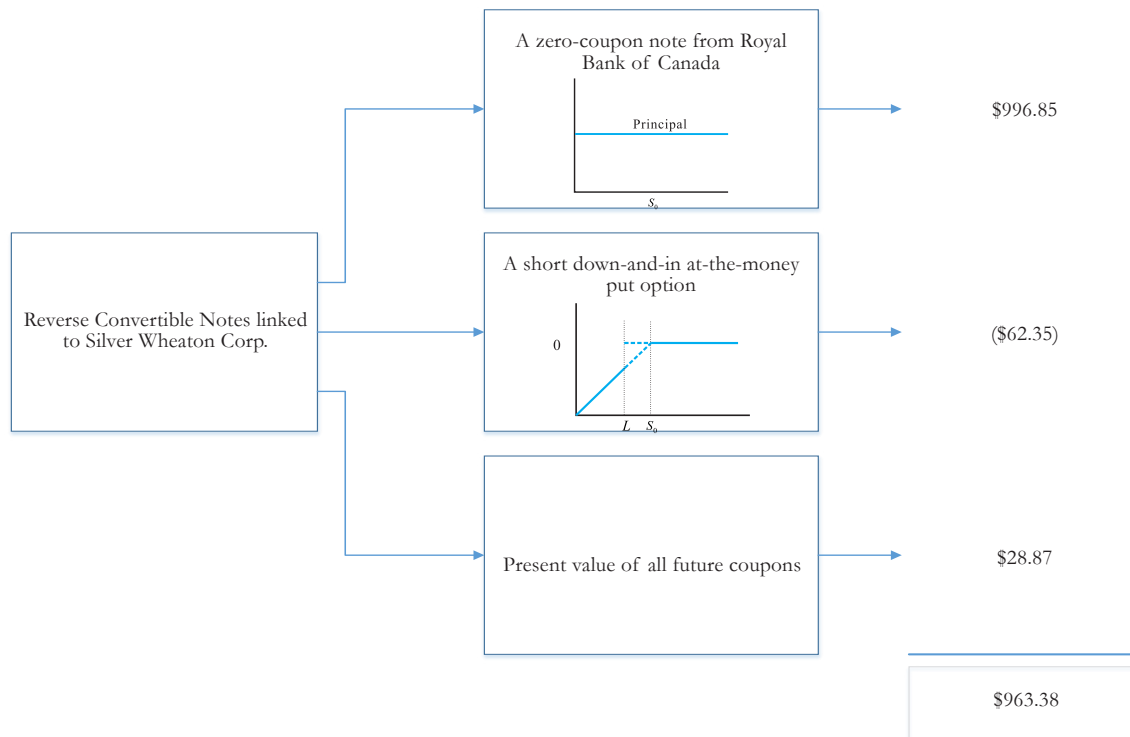 A zero-coupon note from Royal
Bank of Canada
Principal
S₀
$996.85
Reverse Convertible Notes linked
to Silver Wheaton Corp.
A short down-and-in at-the-money
put option
0
L S₀
($62.35)
Present value of all future coupons
$28.87
$963.38